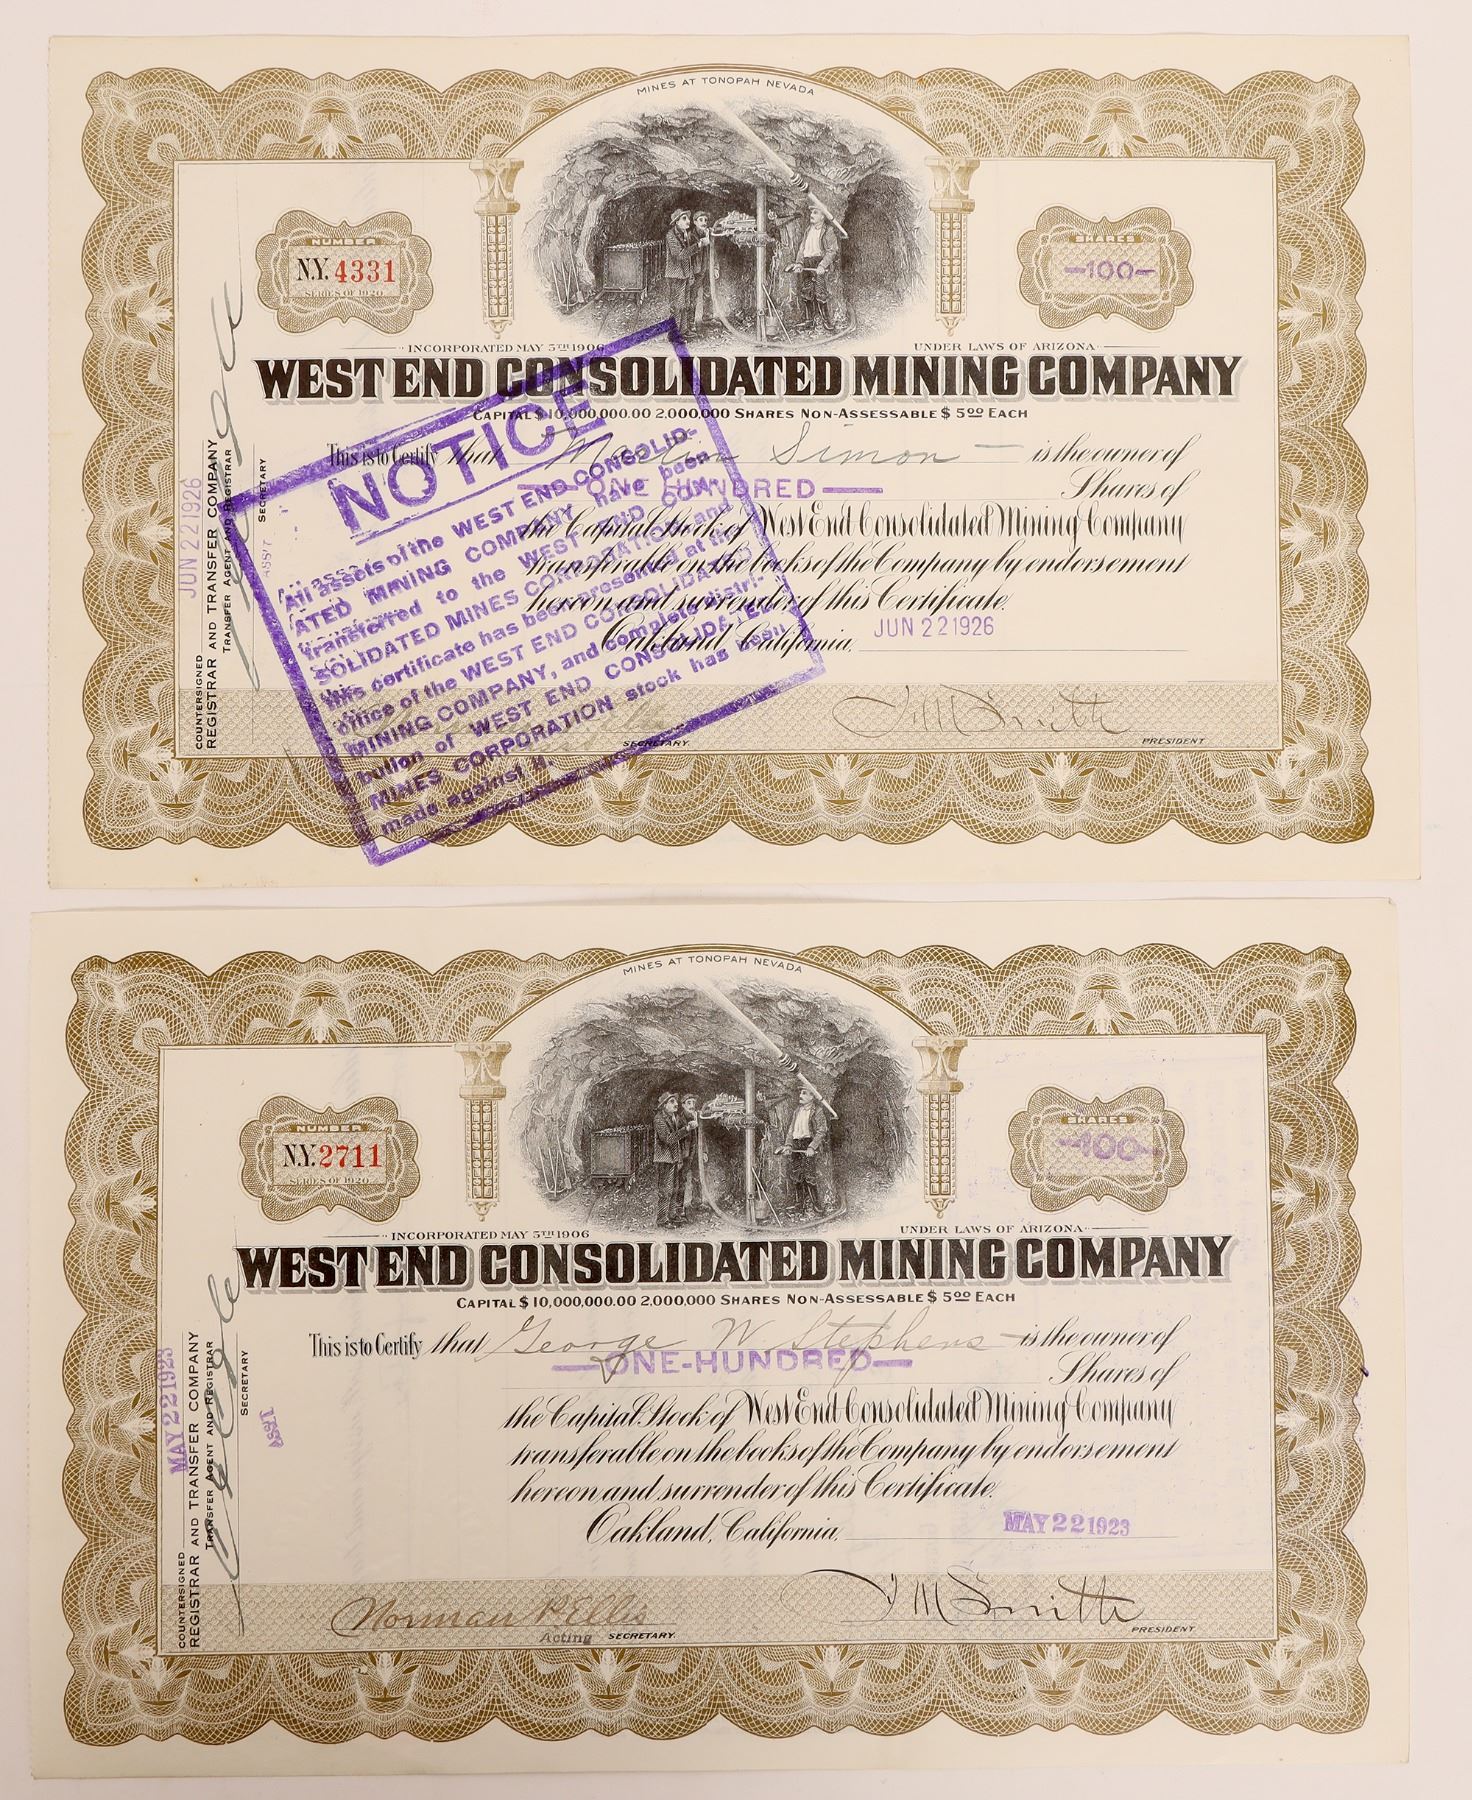 MINES AT TONOPAH NEVADA
NUMBER
N.Y. 4331
SERIES OF 1920
SHARES
—100—
INCORPORATED MAY 5TH 1906
UNDER LAWS OF ARIZONA
WEST END CONSOLIDATED MINING COMPANY
CAPITAL $10,000,000.00 2,000,000 SHARES NON-ASSESSABLE $5.00 EACH
This is to Certify that Martin Simon — is the owner of
—ONE HUNDRED— Shares of
the Capital Stock of West End Consolidated Mining Company
transferable on the books of the Company by endorsement
hereon and surrender of this Certificate.
Oakland, California, JUN 22 1926
SECRETARY.
F M Smith
PRESIDENT
NOTICE
All assets of the WEST END CONSOLID-
ATED MINING COMPANY have been
transferred to the WEST END CON-
SOLIDATED MINES CORPORATION, and
this certificate has been presented at the
office of the WEST END CONSOLIDATED
MINING COMPANY, and complete distri-
bution of WEST END CONSOLIDATED
MINES CORPORATION stock has been
made against it.
JUN 22 1926
COUNTERSIGNED
REGISTRAR AND TRANSFER COMPANY
TRANSFER AGENT AND REGISTRAR
ASS'T
SECRETARY
MINES AT TONOPAH NEVADA
NUMBER
N.Y. 2711
SERIES OF 1920
SHARES
—100—
INCORPORATED MAY 5TH 1906
UNDER LAWS OF ARIZONA
WEST END CONSOLIDATED MINING COMPANY
CAPITAL $10,000,000.00 2,000,000 SHARES NON-ASSESSABLE $5.00 EACH
This is to Certify that George W. Stephens — is the owner of
—ONE-HUNDRED— Shares of
the Capital Stock of West End Consolidated Mining Company
transferable on the books of the Company by endorsement
hereon and surrender of this Certificate.
Oakland, California, MAY 22 1923
Norman P Ellis
Acting SECRETARY.
F M Smith
PRESIDENT
MAY 22 1923
COUNTERSIGNED
REGISTRAR AND TRANSFER COMPANY
TRANSFER AGENT AND REGISTRAR
ASST
SECRETARY